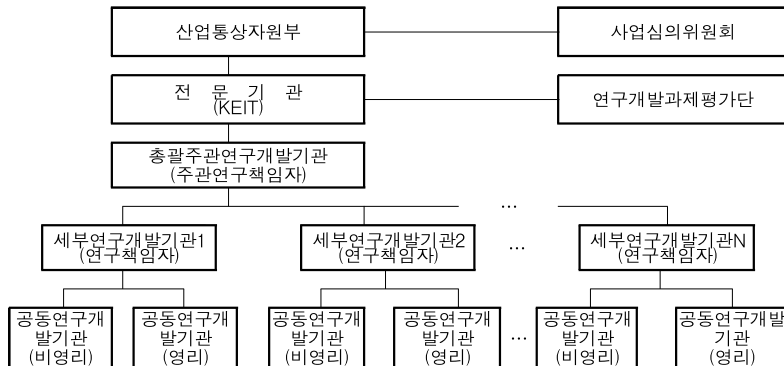 산업통상자원부
사업심의위원회
전 문 기 관
(KEIT)
연구개발과제평가단
총괄주관연구개발기관
(주관연구책임자)
...
세부연구개발기관1
(연구책임자)
세부연구개발기관2
(연구책임자)
...
세부연구개발기관N
(연구책임자)
공동연구개
발기관
(비영리)
공동연구개
발기관
(영리)
공동연구개
발기관
(비영리)
공동연구개
발기관
(영리)
...
공동연구개
발기관
(비영리)
공동연구개발
기관
(영리)